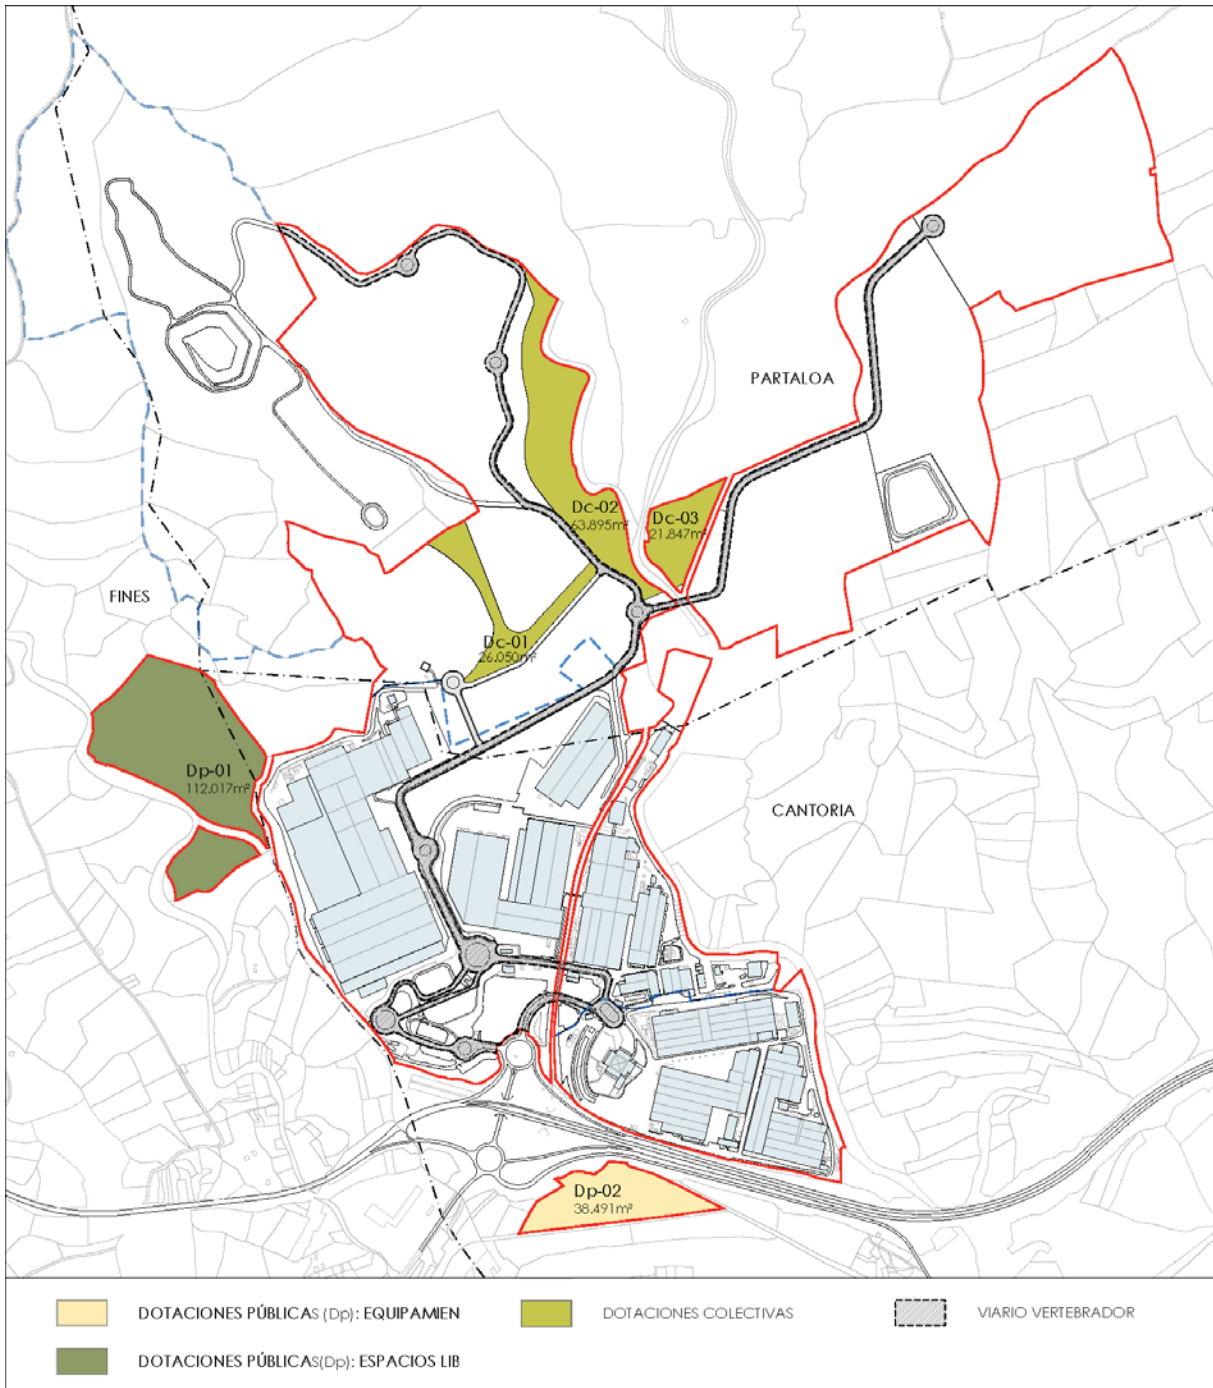 PARTALOA
Dc-02
63.895m²
Dc-03
21.847m²
FINES
Dc-01
26.050m²
Dp-01
112.017m²
CANTORIA
Dp-02
38.491m²
DOTACIONES PÚBLICAS (Dp): EQUIPAMIEN
DOTACIONES COLECTIVAS
VIARIO VERTEBRADOR
DOTACIONES PÚBLICAS(Dp): ESPACIOS LIB